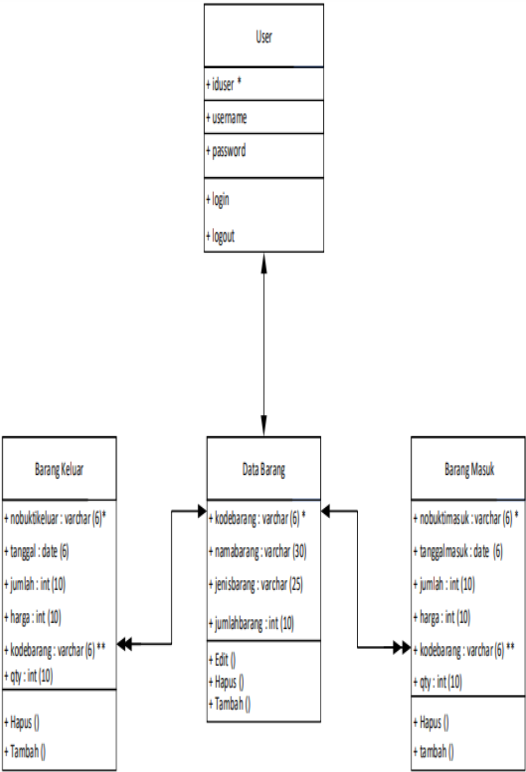 User
+ iduser *
+ username
+ password
+ login
+ logout
Barang Keluar
+ nobuktikeluar : varchar (6)*
+ tanggal : date (6)
+ jumlah : int (10)
+ harga : int (10)
+ kodebarang : varchar (6) **
+ qty : int (10)
+ Hapus ()
+ Tambah ()
Data Barang
+ kodebarang : varchar (6) *
+ namabarang : varchar (30)
+ jenisbarang : varchar (25)
+ jumlahbarang : int (10)
+ Edit ()
+ Hapus ()
+ Tambah ()
Barang Masuk
+ nobuktimasuk : varchar (6) *
+ tanggalmasuk : date (6)
+ jumlah : int (10)
+ harga : int (10)
+ kodebarang : varchar (6) **
+ qty : int (10)
+ Hapus ()
+ tambah ()